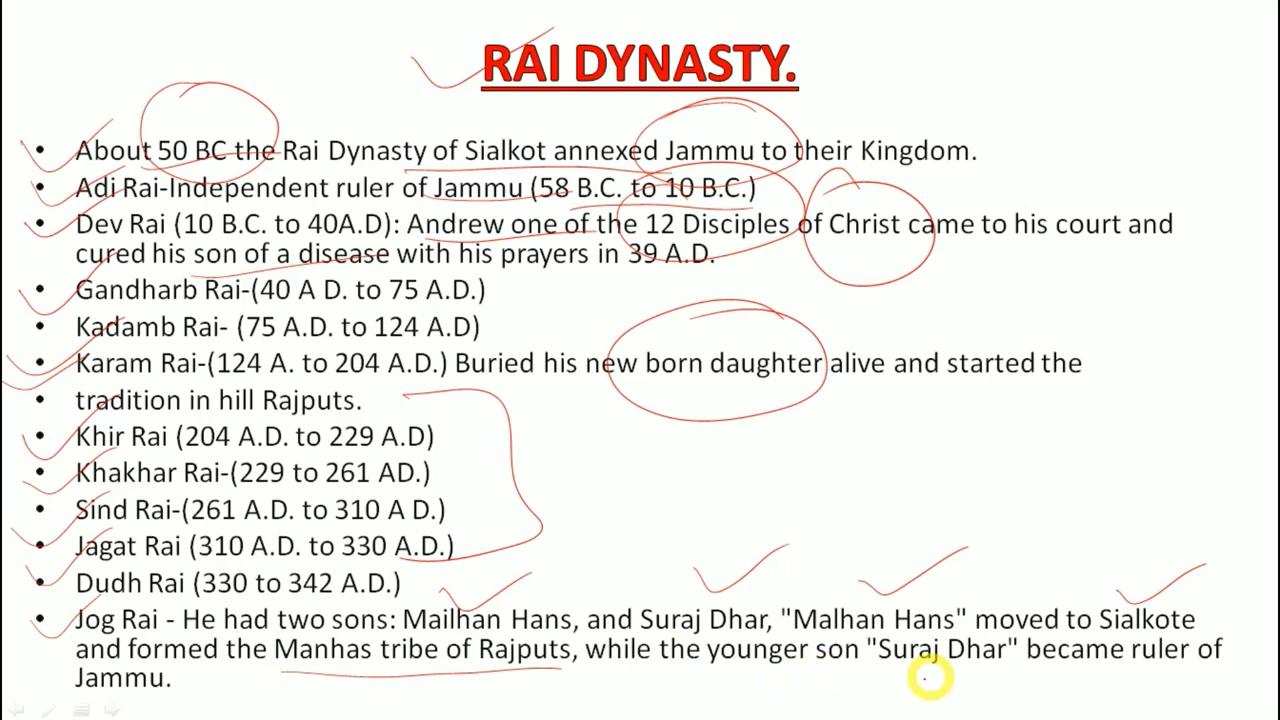 RAI DYNASTY.
• About 50 BC the Rai Dynasty of Sialkot annexed Jammu to their Kingdom.
• Adi Rai-Independent ruler of Jammu (58 B.C. to 10 B.C.)
• Dev Rai (10 B.C. to 40A.D): Andrew one of the 12 Disciples of Christ came to his court and
cured his son of a disease with his prayers in 39 A.D.
• Gandharb Rai-(40 A D. to 75 A.D.)
• Kadamb Rai- (75 A.D. to 124 A.D)
• Karam Rai-(124 A. to 204 A.D.) Buried his new born daughter alive and started the
• tradition in hill Rajputs.
• Khir Rai (204 A.D. to 229 A.D)
• Khakhar Rai-(229 to 261 AD.)
• Sind Rai-(261 A.D. to 310 A D.)
• Jagat Rai (310 A.D. to 330 A.D.)
• Dudh Rai (330 to 342 A.D.)
• Jog Rai - He had two sons: Mailhan Hans, and Suraj Dhar, "Malhan Hans" moved to Sialkote
and formed the Manhas tribe of Rajputs, while the younger son "Suraj Dhar" became ruler of
Jammu.